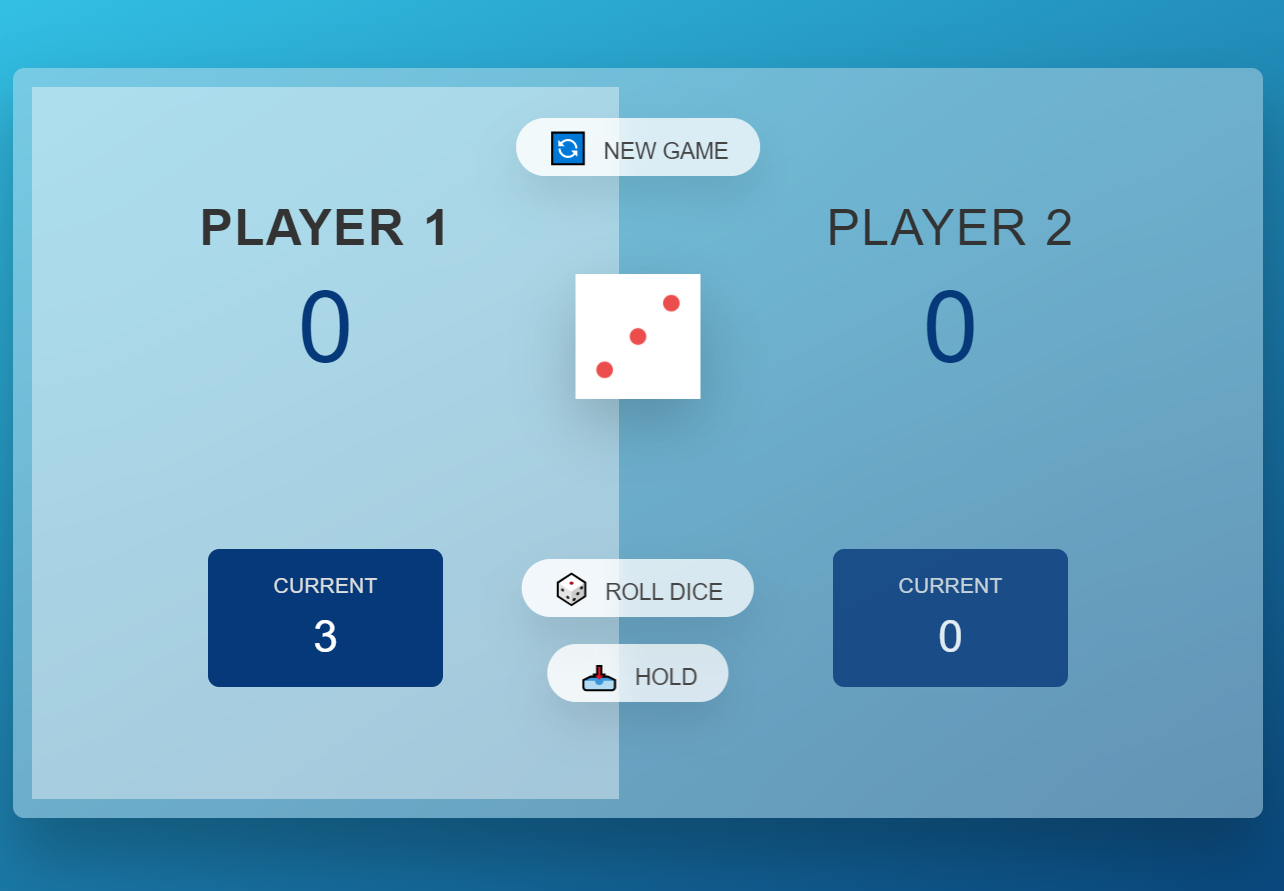 NEW GAME
PLAYER 1
0
PLAYER 2
0
CURRENT
3
ROLL DICE
HOLD
CURRENT
0